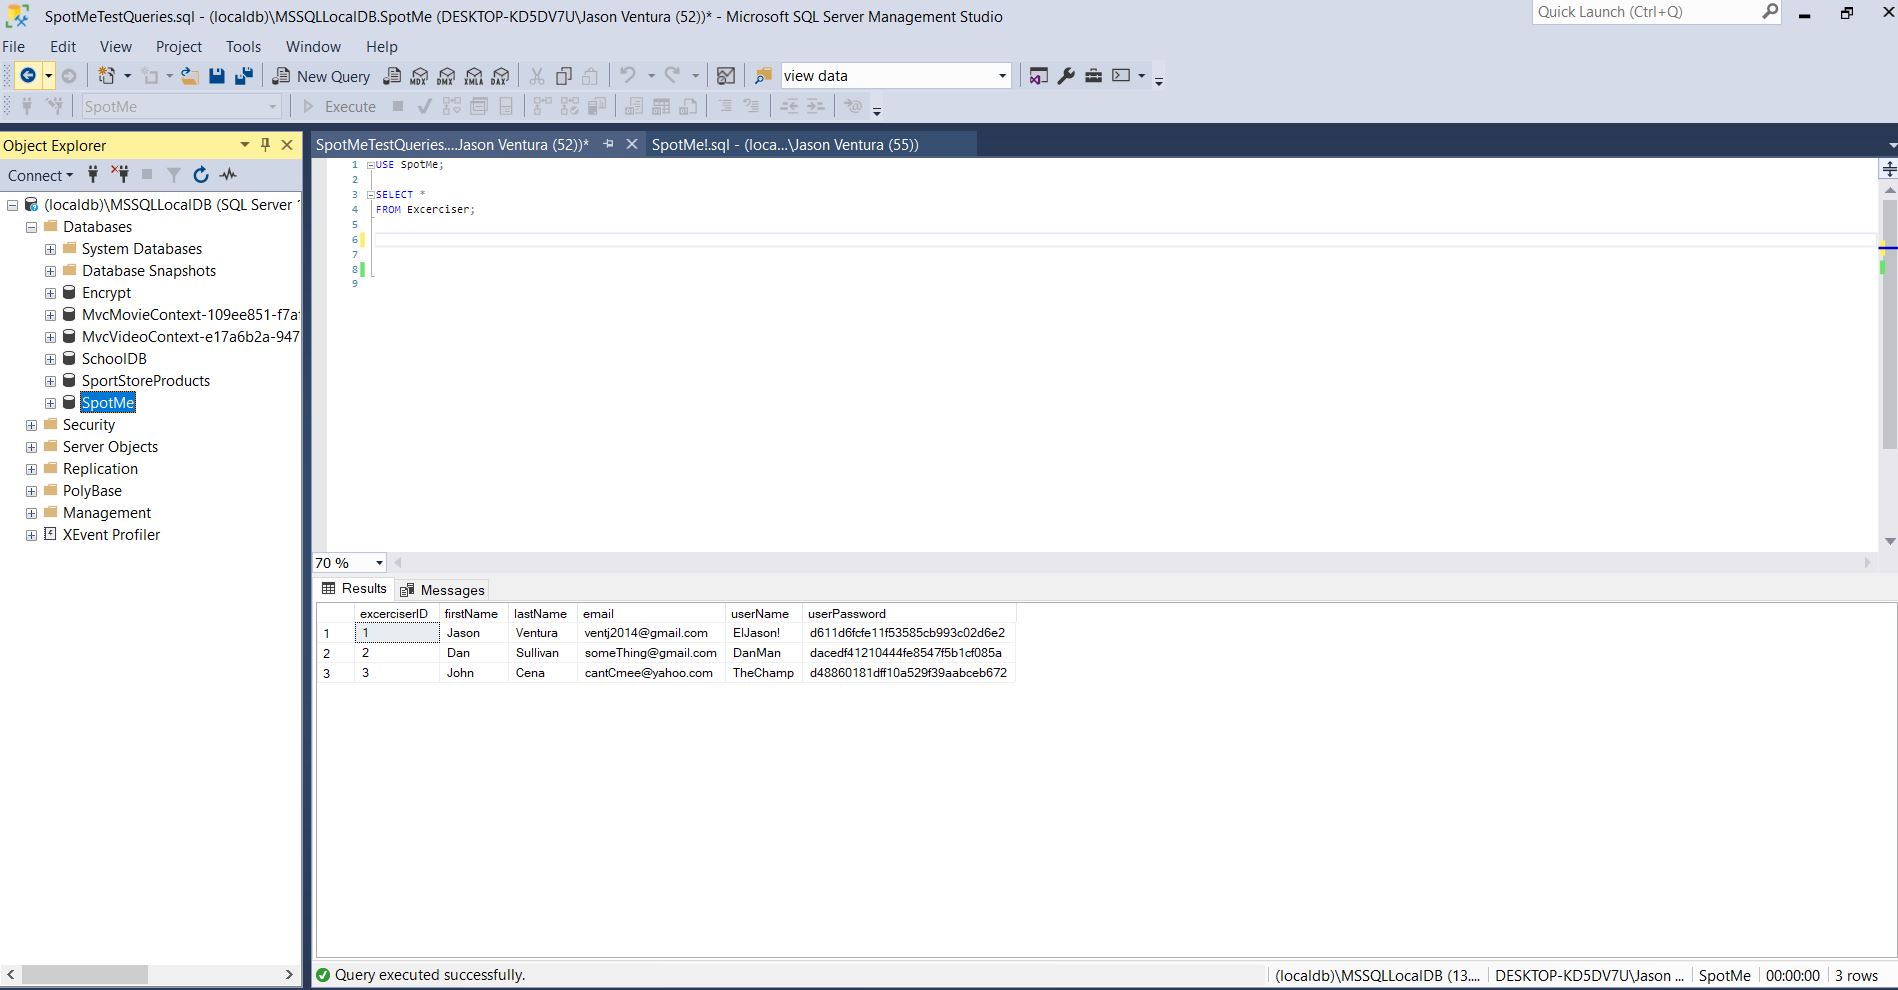 SpotMeTestQueries.sql - (localdb)\MSSQLLocalDB.SpotMe (DESKTOP-KD5DV7U\Jason Ventura (52))* - Microsoft SQL Server Management Studio
Quick Launch (Ctrl+Q)
File Edit View Project Tools Window Help
New Query MDX DMX XMLA DAX view data
SpotMe Execute
Object Explorer
SpotMeTestQueries....Jason Ventura (52))* SpotMe!.sql - (loca...\Jason Ventura (55))
Connect
(localdb)\MSSQLLocalDB (SQL Server
Databases
System Databases
Database Snapshots
Encrypt
MvcMovieContext-109ee851-f7a
MvcVideoContext-e17a6b2a-947
SchoolDB
SportStoreProducts
SpotMe
Security
Server Objects
Replication
PolyBase
Management
XEvent Profiler
1 USE SpotMe;
2
3 SELECT *
4 FROM Excerciser;
5
6
7
8
9
70 %
Results Messages
excerciserID firstName lastName email userName userPassword
1 1 Jason Ventura ventj2014@gmail.com ElJason! d611d6fcfe11f53585cb993c02d6e2
2 2 Dan Sullivan someThing@gmail.com DanMan dacedf41210444fe8547f5b1cf085a
3 3 John Cena cantCmee@yahoo.com TheChamp d48860181dff10a529f39aabceb672
Query executed successfully.
(localdb)\MSSQLLocalDB (13.... DESKTOP-KD5DV7U\Jason ... SpotMe 00:00:00 3 rows